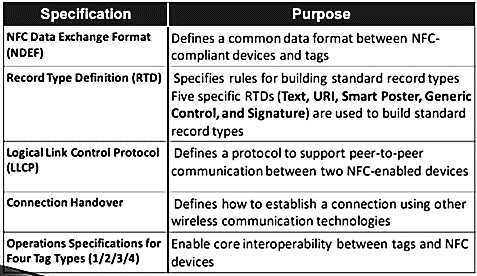 Specification Purpose
NFC Data Exchange Format
(NDEF)
Defines a common data format between NFC-
compliant devices and tags
Record Type Definition (RTD)
Specifies rules for building standard record types
Five specific RTDs (Text, URI, Smart Poster, Generic
Control, and Signature) are used to build standard
record types
Logical Link Control Protocol
(LLCP)
Defines a protocol to support peer-to-peer
communication between two NFC-enabled devices
Connection Handover
Defines how to establish a connection using other
wireless communication technologies
Operations Specifications for
Four Tag Types (1/2/3/4)
Enable core interoperability between tags and NFC
devices